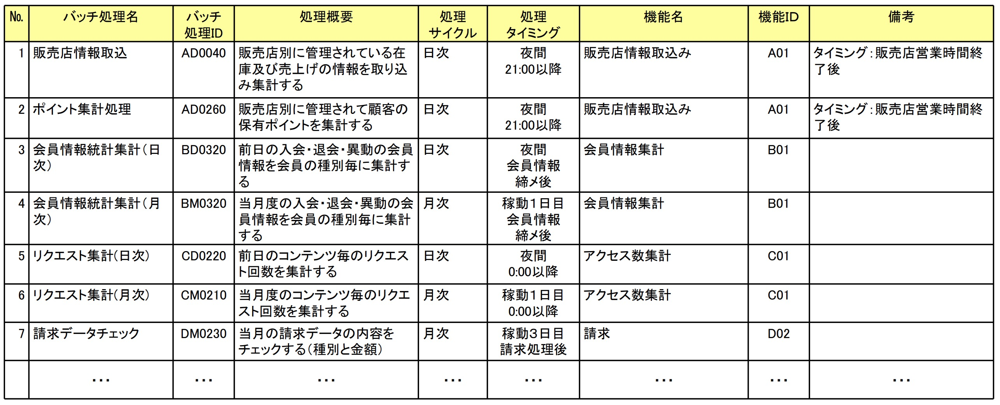 No. バッチ処理名 バッチ 処理概要 処理 処理 機能名 機能ID 備考
処理ID サイクル タイミング
1 販売店情報取込 AD0040 販売店別に管理されている在 日次 夜間 販売店情報取込み A01 タイミング：販売店営業時間終
庫及び売上げの情報を取り込 21:00以降 了後
み集計する
2 ポイント集計処理 AD0260 販売店別に管理されて顧客の 日次 夜間 販売店情報取込み A01 タイミング：販売店営業時間終
保有ポイントを集計する 21:00以降 了後
3 会員情報統計集計（日 BD0320 前日の入会・退会・異動の会員 日次 夜間 会員情報集計 B01
次） 情報を会員の種別毎に集計す 会員情報
る 締メ後
4 会員情報統計集計（月 BM0320 当月度の入会・退会・異動の会 月次 稼動１日目 会員情報集計 B01
次） 員情報を会員の種別毎に集計 会員情報
する 締メ後
5 リクエスト集計(日次) CD0220 前日のコンテンツ毎のリクエス 日次 夜間 アクセス数集計 C01
ト回数を集計する 0:00以降
6 リクエスト集計(月次) CM0210 当月度のコンテンツ毎のリクエ 月次 稼動１日目 アクセス数集計 C01
スト回数を集計する 0:00以降
7 請求データチェック DM0230 当月の請求データの内容を 月次 稼動３日目 請求 D02
チェックする（種別と金額） 請求処理後
・・・ ・・・ ・・・ ・・・ ・・・ ・・・ ・・・ ・・・